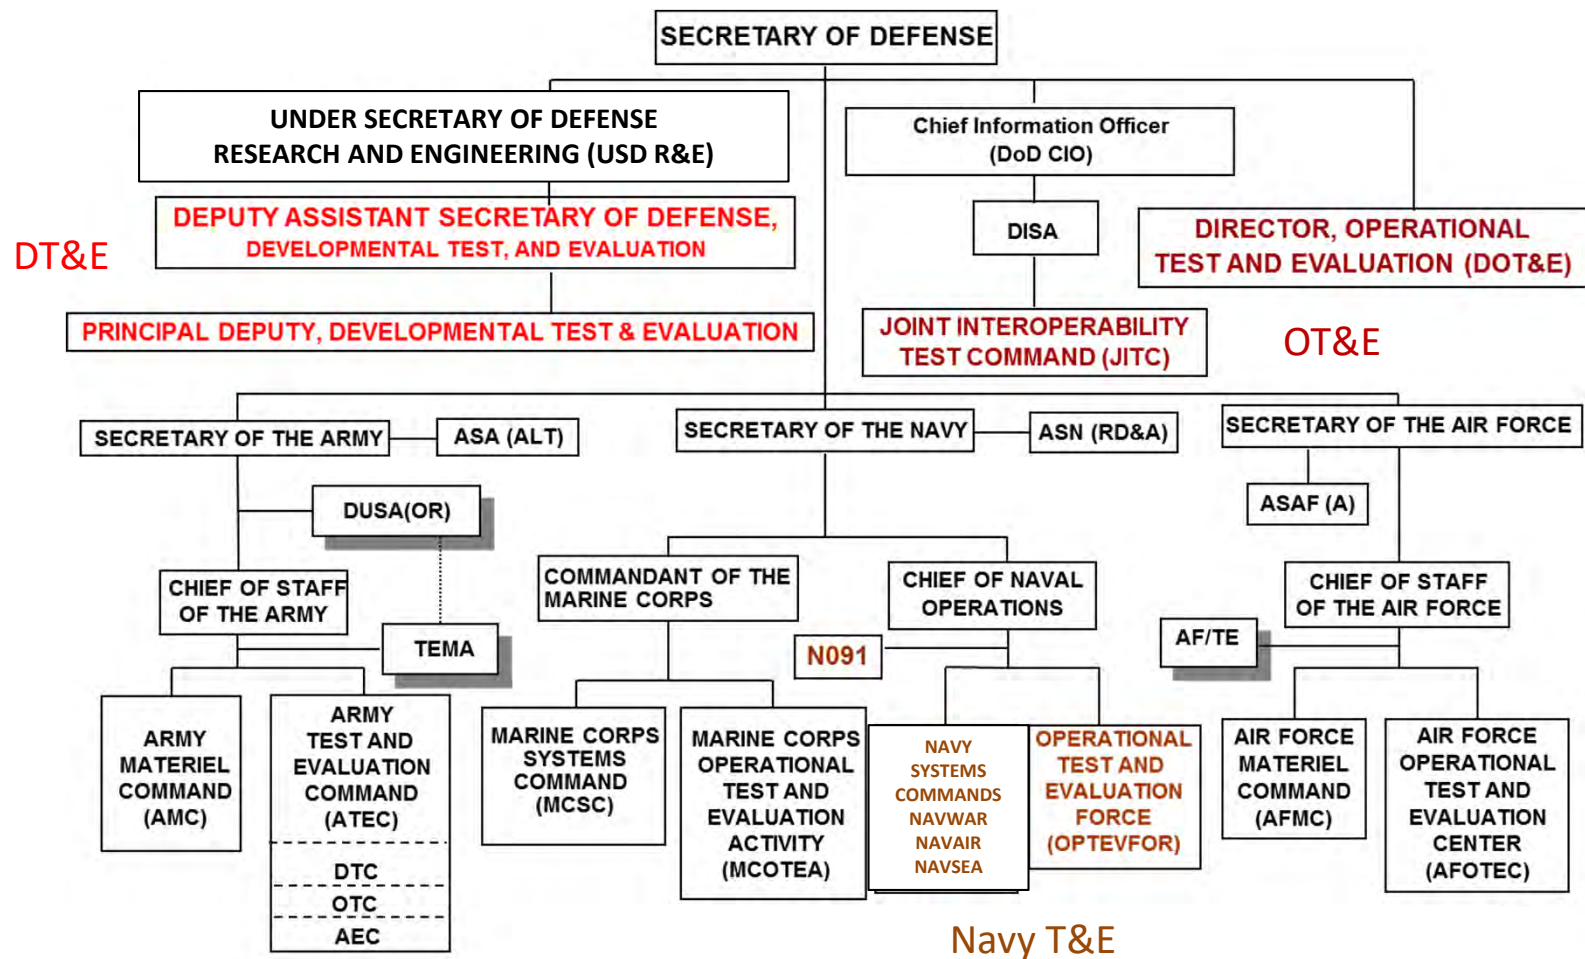 SECRETARY OF DEFENSE
UNDER SECRETARY OF DEFENSE
RESEARCH AND ENGINEERING (USD R&E)
Chief Information Officer
(DoD CIO)
DEPUTY ASSISTANT SECRETARY OF DEFENSE,
DEVELOPMENTAL TEST, AND EVALUATION
DISA
DIRECTOR, OPERATIONAL
TEST AND EVALUATION (DOT&E)
DT&E
PRINCIPAL DEPUTY, DEVELOPMENTAL TEST & EVALUATION
JOINT INTEROPERABILITY
TEST COMMAND (JITC)
OT&E
SECRETARY OF THE ARMY
ASA (ALT)
SECRETARY OF THE NAVY
ASN (RD&A)
SECRETARY OF THE AIR FORCE
DUSA(OR)
ASAF (A)
CHIEF OF STAFF
OF THE ARMY
COMMANDANT OF THE
MARINE CORPS
CHIEF OF NAVAL
OPERATIONS
CHIEF OF STAFF
OF THE AIR FORCE
TEMA
N091
AF/TE
ARMY
MATERIEL
COMMAND
(AMC)
ARMY
TEST AND
EVALUATION
COMMAND
(ATEC)
DTC
OTC
AEC
MARINE CORPS
SYSTEMS
COMMAND
(MCSC)
MARINE CORPS
OPERATIONAL
TEST AND
EVALUATION
ACTIVITY
(MCOTEA)
NAVY
SYSTEMS
COMMANDS
NAVWAR
NAVAIR
NAVSEA
OPERATIONAL
TEST AND
EVALUATION
FORCE
(OPTEVFOR)
AIR FORCE
MATERIEL
COMMAND
(AFMC)
AIR FORCE
OPERATIONAL
TEST AND
EVALUATION
CENTER
(AFOTEC)
Navy T&E